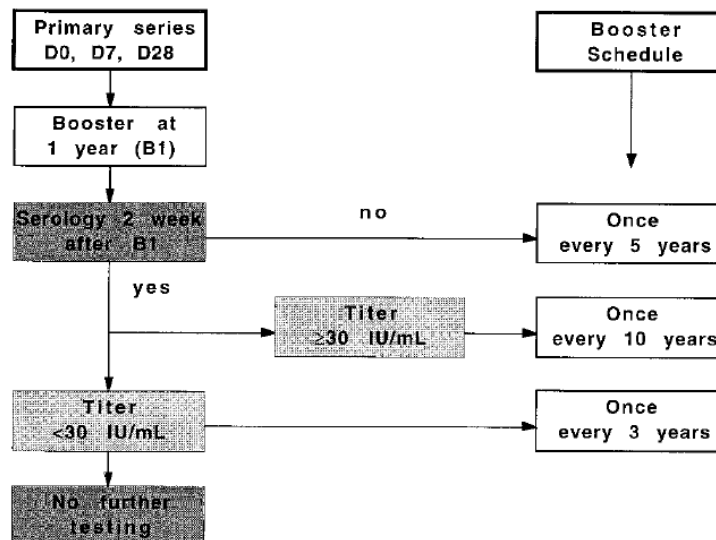 Primary series
D0, D7, D28
Booster
Schedule
Booster at
1 year (B1)
Serology 2 week
after B1
no
Once
every 5 years
yes
Titer
≥30 IU/mL
Once
every 10 years
Titer
<30 IU/mL
Once
every 3 years
No further
testing